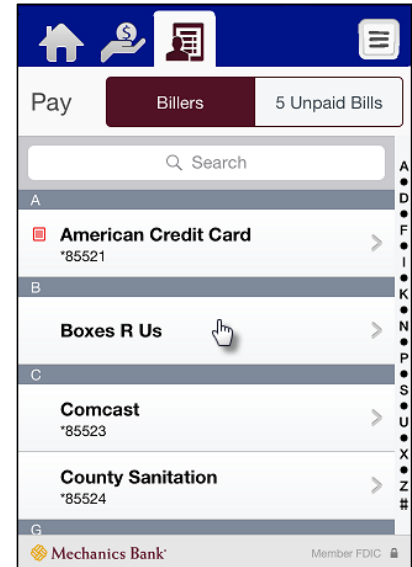 $
Pay
Billers
5 Unpaid Bills
Search
A
American Credit Card
*85521
B
Boxes R Us
C
Comcast
*85523
County Sanitation
*85524
G
A
D
F
I
K
N
P
S
U
X
Z
#
Mechanics Bank
Member FDIC